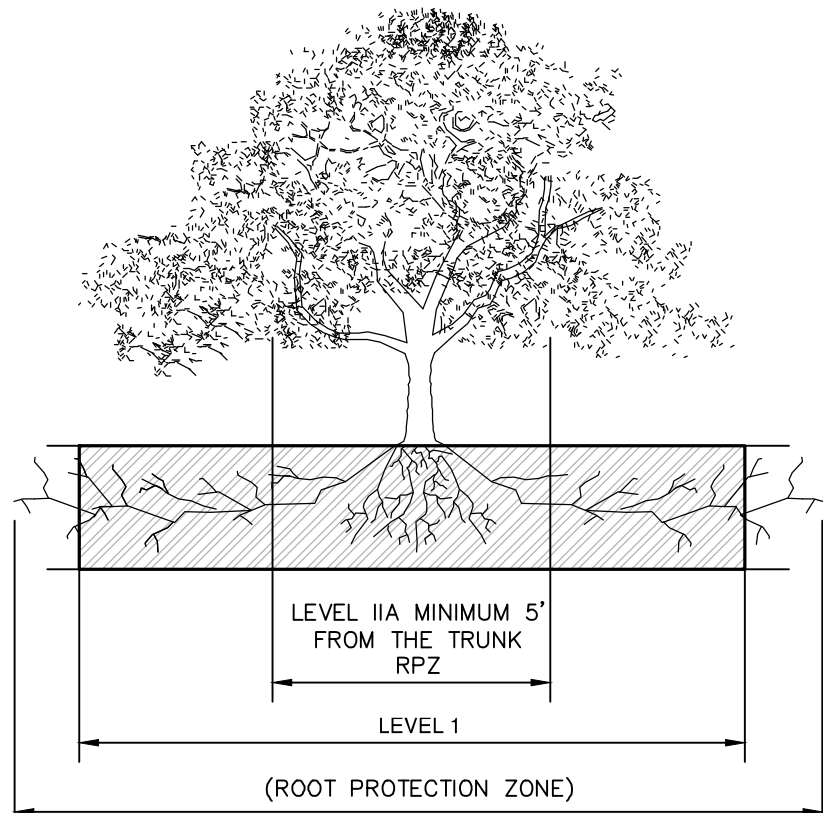 LEVEL IIA MINIMUM 5'
FROM THE TRUNK
RPZ
LEVEL 1
(ROOT PROTECTION ZONE)